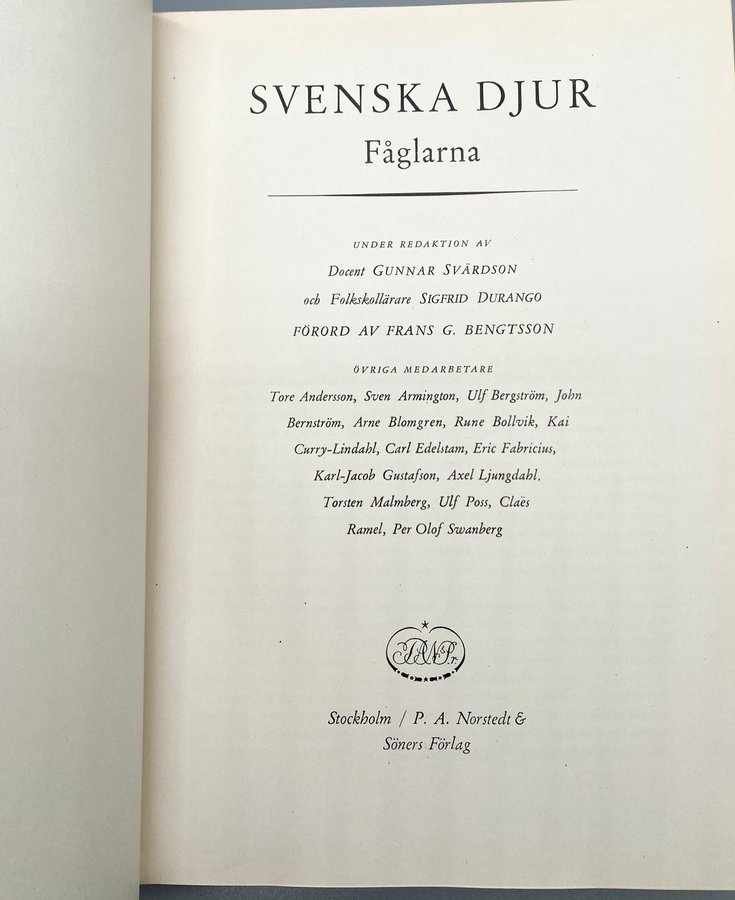 SVENSKA DJUR
Fåglarna
UNDER REDAKTION AV
Docent GUNNAR SVÄRDSON
och Folkskollärare SIGFRID DURANGO
FÖRORD AV FRANS G. BENGTSSON
ÖVRIGA MEDARBETARE
Tore Andersson, Sven Armington, Ulf Bergström, John
Bernström, Arne Blomgren, Rune Bollvik, Kai
Curry-Lindahl, Carl Edelstam, Eric Fabricius,
Karl-Jacob Gustafson, Axel Ljungdahl,
Torsten Malmberg, Ulf Poss, Claës
Ramel, Per Olof Swanberg
Stockholm / P. A. Norstedt &
Söners Förlag